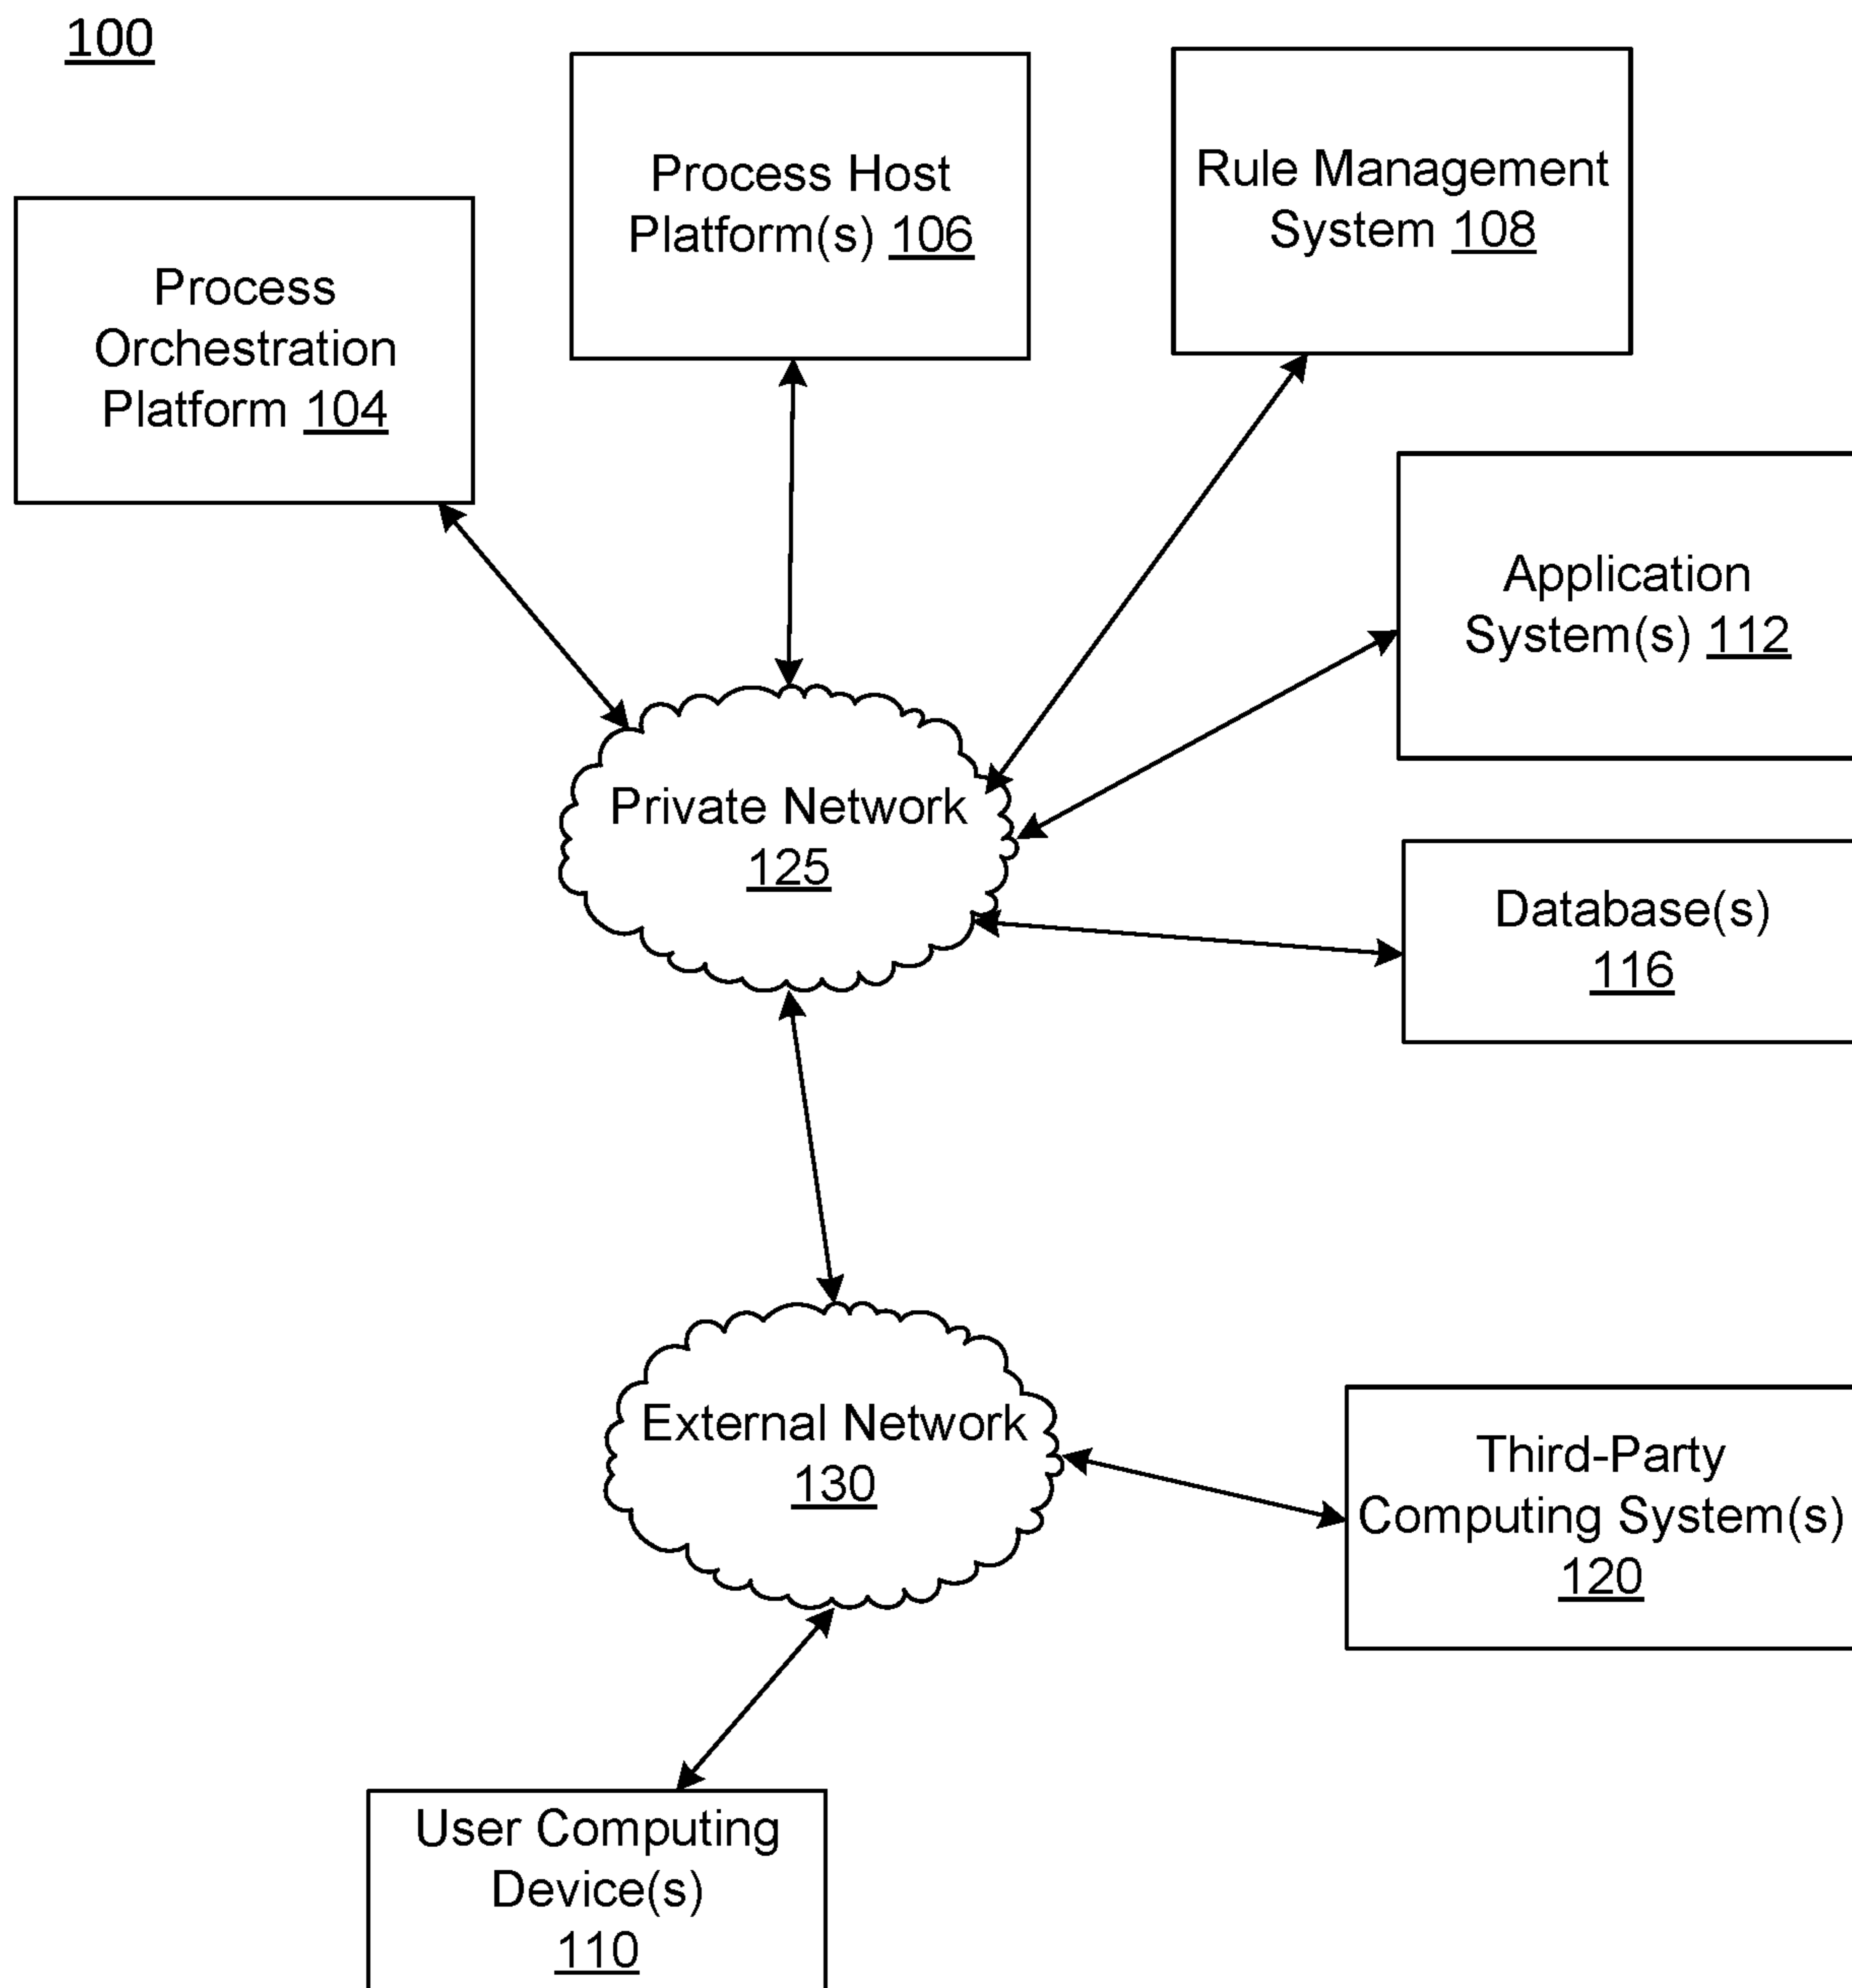 100
Process Host
Platform(s) 106
Rule Management
System 108
Process
Orchestration
Platform 104
Application
System(s) 112
Private Network
125
Database(s)
116
External Network
130
Third-Party
Computing System(s)
120
User Computing
Device(s)
110